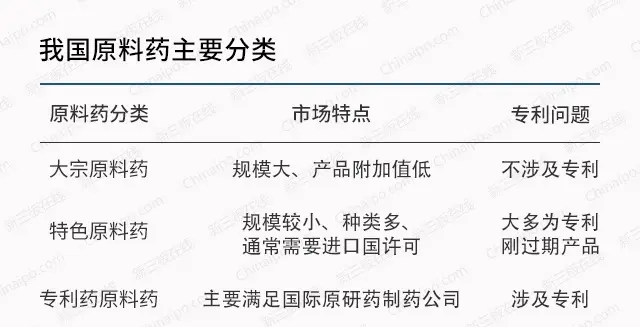 我国原料药主要分类
原料药分类 市场特点 专利问题
大宗原料药 规模大、产品附加值低 不涉及专利
特色原料药 规模较小、种类多、 大多为专利
通常需要进口国许可 刚过期产品
专利药原料药 主要满足国际原研药制药公司 涉及专利
新三板在线
Chinaipo.com